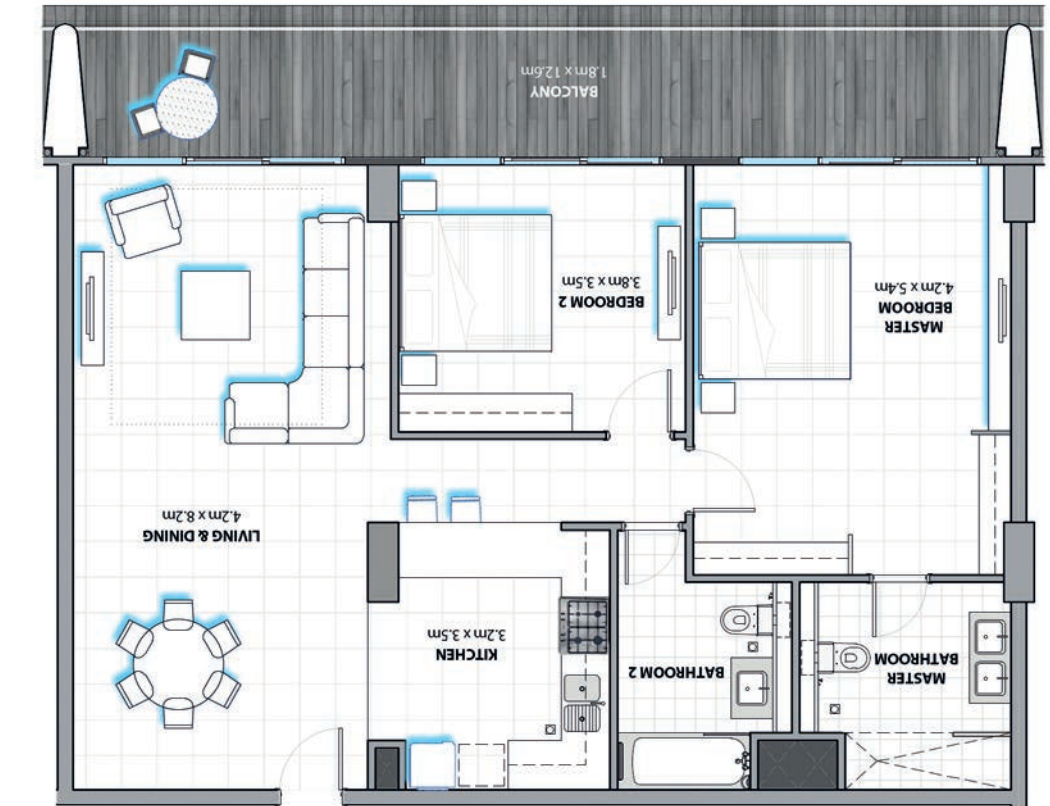 MASTER
BATHROOM
BATHROOM 2
KITCHEN
3.2m x 3.5m
LIVING & DINING
4.2m x 8.2m
MASTER
BEDROOM
4.2m x 5.4m
BEDROOM 2
3.8m x 3.5m
BALCONY
1.8m x 12.6m